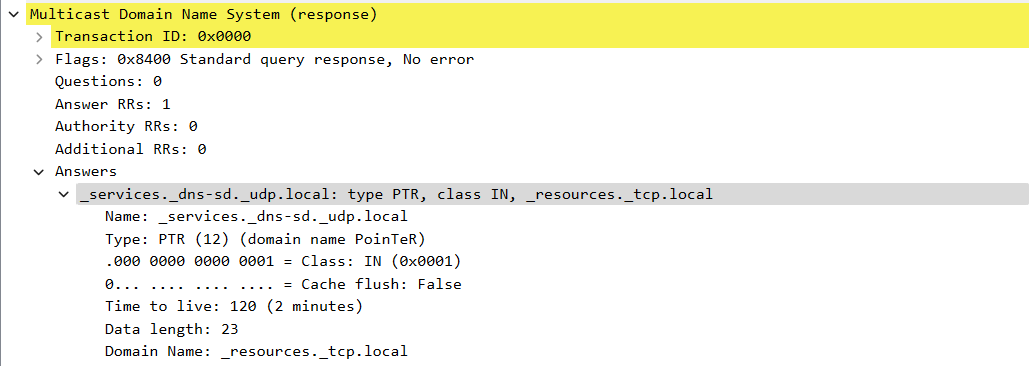 Multicast Domain Name System (response)
Transaction ID: 0x0000
Flags: 0x8400 Standard query response, No error
Questions: 0
Answer RRs: 1
Authority RRs: 0
Additional RRs: 0
Answers
_services._dns-sd._udp.local: type PTR, class IN, _resources._tcp.local
Name: _services._dns-sd._udp.local
Type: PTR (12) (domain name PoinTeR)
.000 0000 0000 0001 = Class: IN (0x0001)
0... .... .... .... = Cache flush: False
Time to live: 120 (2 minutes)
Data length: 23
Domain Name: _resources._tcp.local